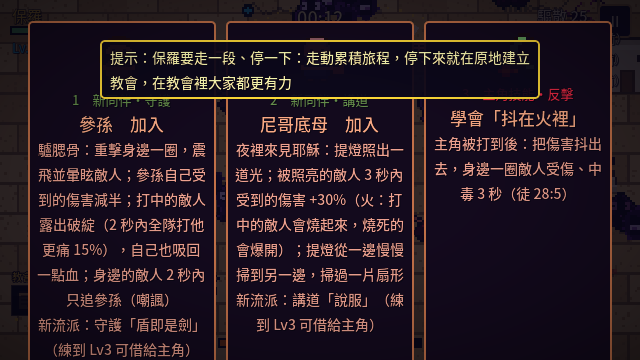 00:12
提示：保羅要走一段、停一下：走動累積旅程，停下來就在原地建立
教會，在教會裡大家都更有力
1 新同伴・守護
參孫 加入
驢腮骨：重擊身邊一圈，震
飛並暈眩敵人；參孫自己受
到的傷害減半；打中的敵人
露出破綻（2 秒內全隊打他
更痛 15%），自己也吸回
一點血；身邊的敵人 2 秒內
只追參孫（嘲諷）
新流派：守護「盾即是劍」
（練到 Lv3 可借給主角）
2 新同伴・講道
尼哥底母 加入
夜裡來見耶穌：提燈照出一
道光；被照亮的敵人 3 秒內
受到的傷害 +30%（火：打
中的敵人會燒起來，燒死的
會爆開）；提燈從一邊慢慢
掃到另一邊，掃過一片扇形
新流派：講道「說服」（練
到 Lv3 可借給主角）
反擊
學會「抖在火裡」
主角被打到後：把傷害抖出
去，身邊一圈敵人受傷、中
毒 3 秒（徒 28:5）